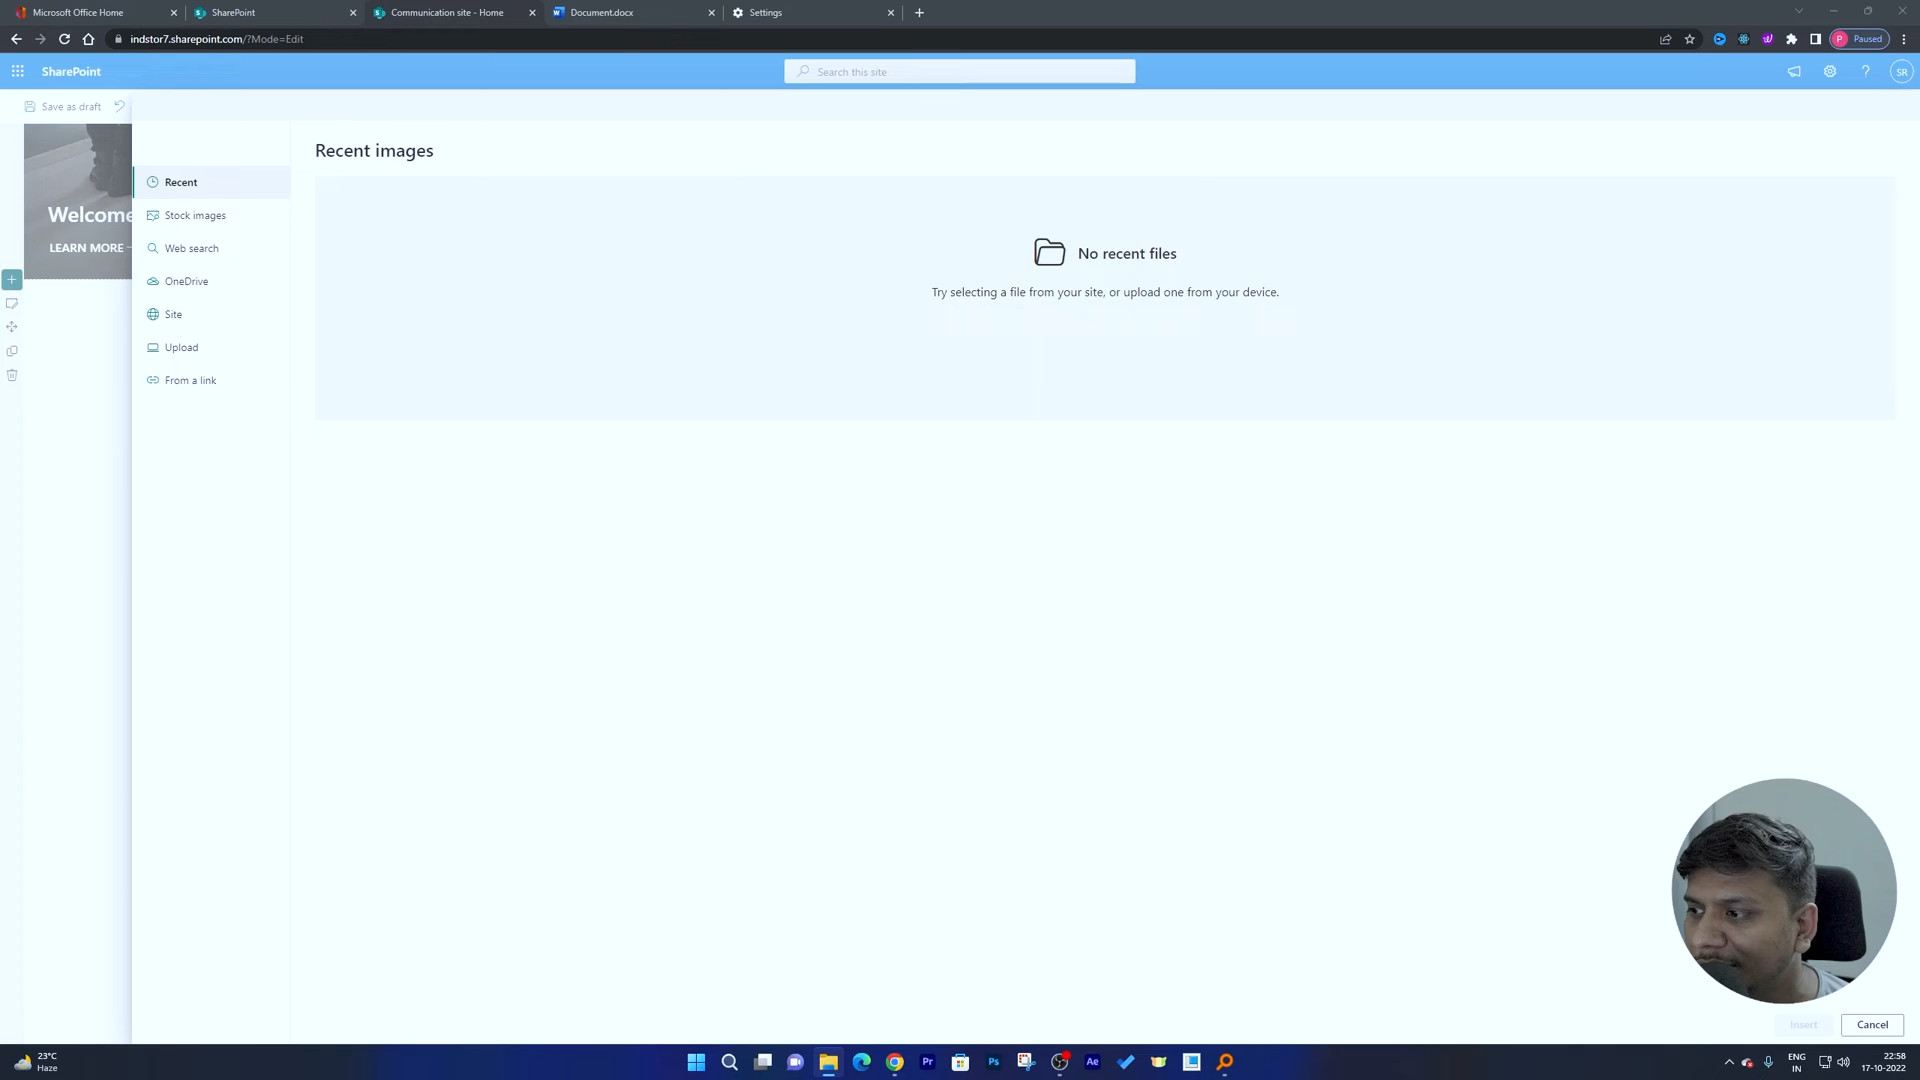 Microsoft Office Home
SharePoint
Communication site - Home
Document.docx
Settings
indstor7.sharepoint.com/?Mode=Edit
Paused
P
SharePoint
Search this site
SR
Save as draft
Recent images
Recent
Stock images
Welcome
LEARN MORE
Web search
No recent files
OneDrive
Try selecting a file from your site, or upload one from your device.
Site
Upload
From a link
Insert
Cancel
23°C
Haze
Pr
Ps
Ae
ENG
IN
22:58
17-10-2022